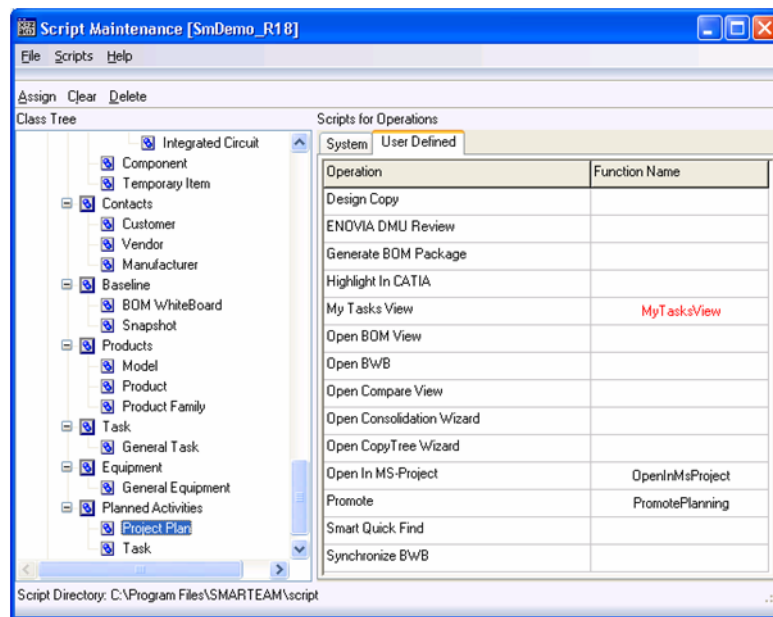 Script Maintenance [SmDemo_R18]
File Scripts Help
Assign Clear Delete
Class Tree
Integrated Circuit
Component
Temporary Item
Contacts
Customer
Vendor
Manufacturer
Baseline
BOM WhiteBoard
Snapshot
Products
Model
Product
Product Family
Task
General Task
Equipment
General Equipment
Planned Activities
Project Plan
Task
Scripts for Operations
System User Defined
Operation Function Name
Design Copy
ENOVIA DMU Review
Generate BOM Package
Highlight In CATIA
My Tasks View MyTasksView
Open BOM View
Open BWB
Open Compare View
Open Consolidation Wizard
Open CopyTree Wizard
Open In MS-Project OpenInMsProject
Promote PromotePlanning
Smart Quick Find
Synchronize BWB
Script Directory: C:\Program Files\SMARTEAM\script